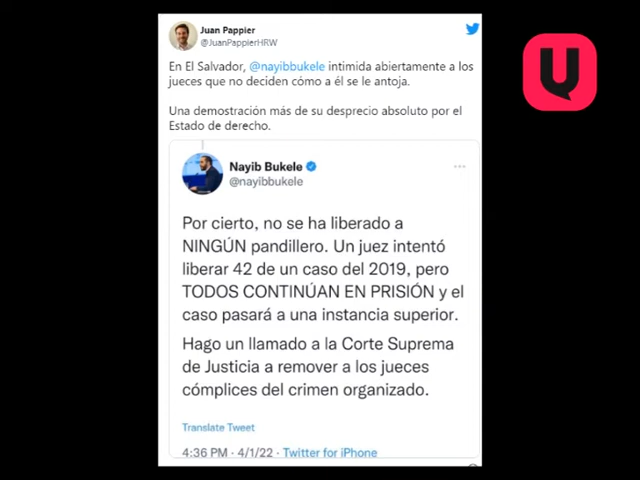 Juan Pappier
@JuanPappierHRW
En El Salvador, @nayibbukele intimida abiertamente a los
jueces que no deciden cómo a él se le antoja.
Una demostración más de su desprecio absoluto por el
Estado de derecho.
Nayib Bukele
@nayibbukele
Por cierto, no se ha liberado a
NINGÚN pandillero. Un juez intentó
liberar 42 de un caso del 2019, pero
TODOS CONTINÚAN EN PRISIÓN y el
caso pasará a una instancia superior.
Hago un llamado a la Corte Suprema
de Justicia a remover a los jueces
cómplices del crimen organizado.
Translate Tweet
4:36 PM · 4/1/22 · Twitter for iPhone
U